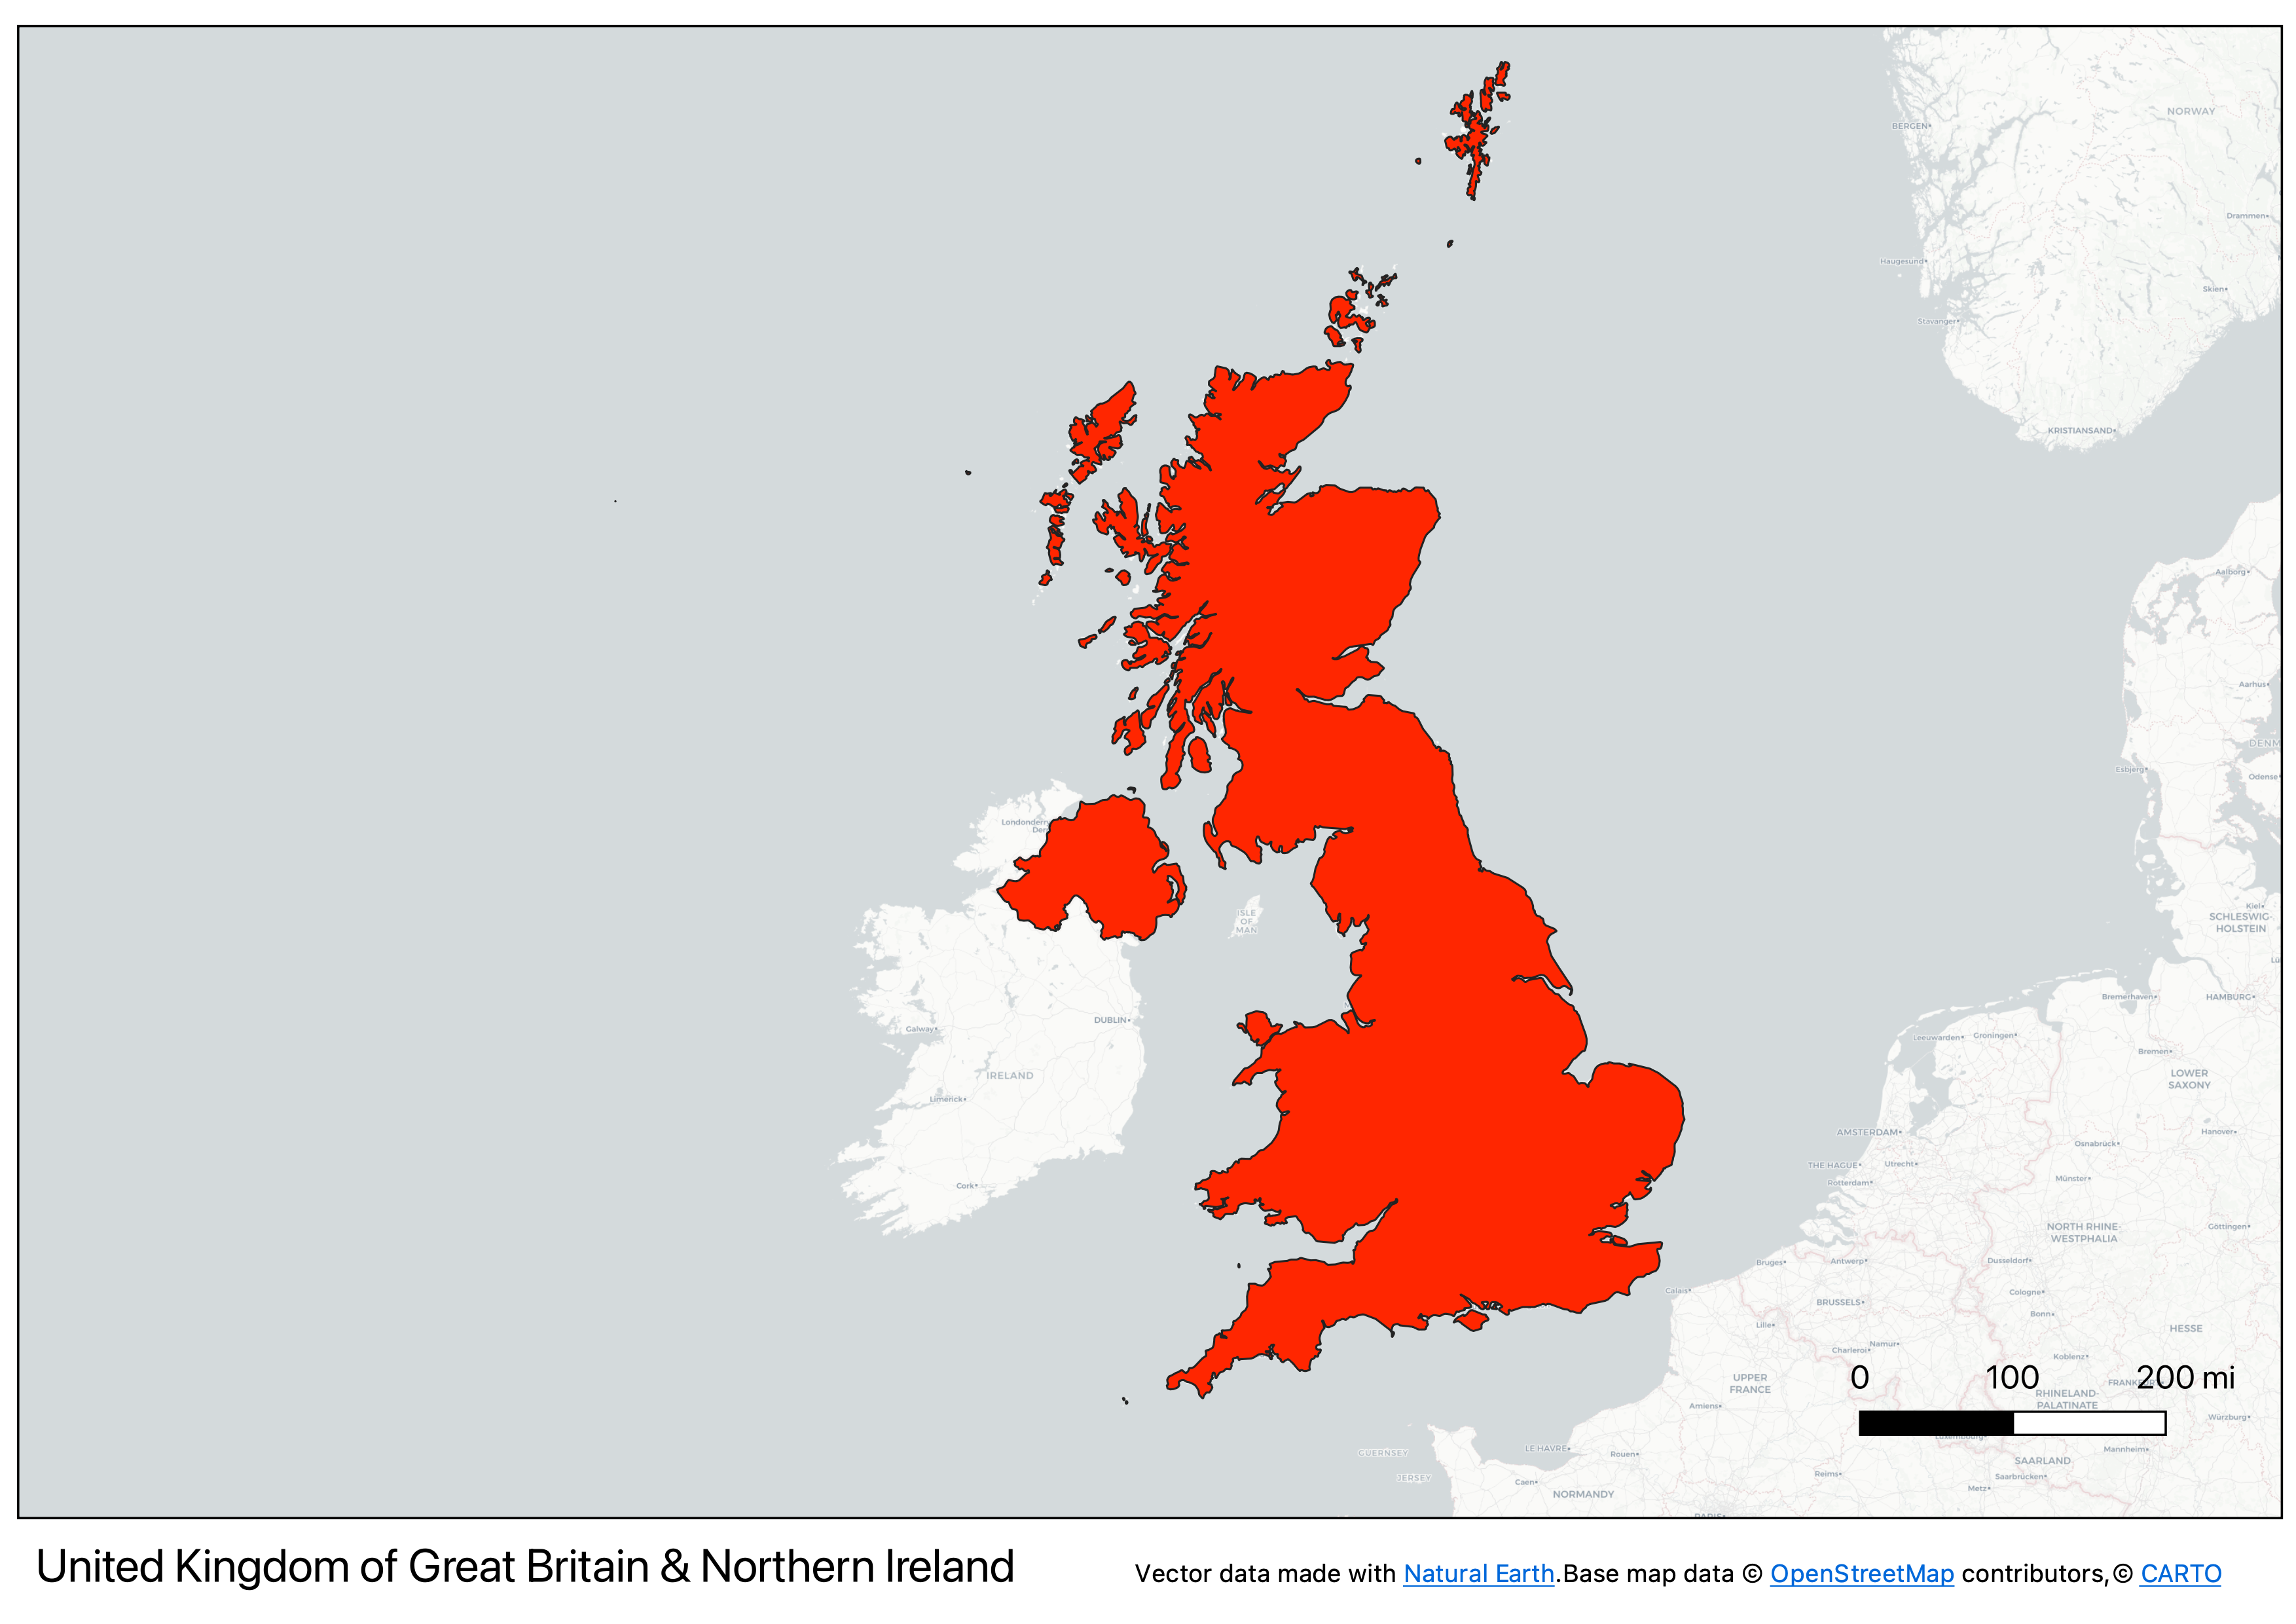 NORWAY
BERGEN
Drammen
Haugesund
Skien
Stavanger
KRISTIANSAND
Aalborg
Aarhus
DENM
Odense
Esbjerg
Londonderry
Der
ISLE
OF
MAN
Kiel
SCHLESWIG-
HOLSTEIN
LÜ
Bremerhaven
HAMBURG
DUBLIN
Galway
Leeuwarden
Groningen
Bremen
IRELAND
LOWER
SAXONY
Limerick
AMSTERDAM
Hanover
Osnabrück
THE HAGUE
Utrecht
Rotterdam
Münster
Cork
NORTH RHINE-
WESTPHALIA
Göttingen
Bruges
Antwerp
Dusseldorf
Calais
BRUSSELS
Cologne
Bonn
Lille
HESSE
Namur
Charleroi
Koblenz
0 100 200 mi
UPPER
FRANCE
FRANKFURT
RHINELAND-
PALATINATE
Amiens
Würzburg
Luxembourg
LE HAVRE
GUERNSEY
Rouen
Mannheim
SAARLAND
JERSEY
Caen
Reims
Saarbrücken
Metz
NORMANDY
PARIS
United Kingdom of Great Britain & Northern Ireland
Vector data made with Natural Earth.Base map data © OpenStreetMap contributors,© CARTO